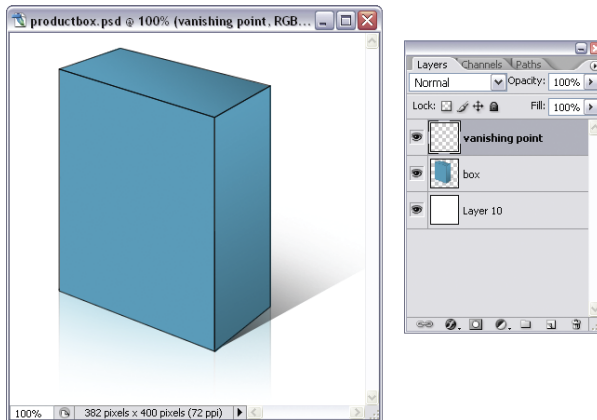 productbox.psd @ 100% (vanishing point, RGB...
100%
382 pixels x 400 pixels (72 ppi)
Layers Channels Paths
Normal Opacity: 100%
Lock: Fill: 100%
vanishing point
box
Layer 10